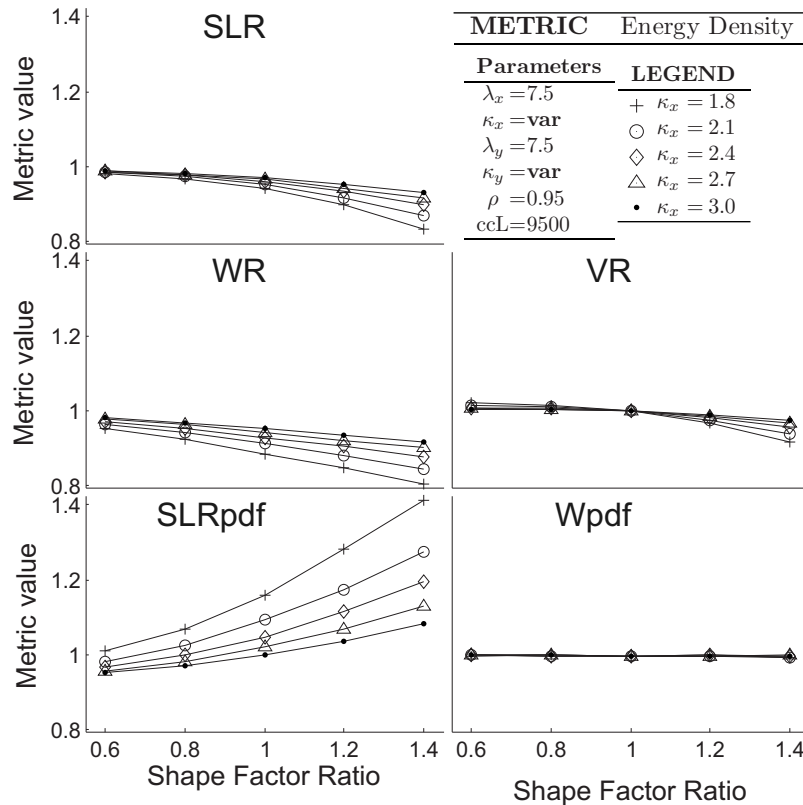 SLR
Metric value
1.4
1.2
1
0.8
METRIC Energy Density
Parameters
λx =7.5
κx =var
λy =7.5
κy =var
ρ =0.95
ccL=9500
LEGEND
κx = 1.8
κx = 2.1
κx = 2.4
κx = 2.7
κx = 3.0
WR
Metric value
1.4
1.2
1
0.8
VR
SLRpdf
Metric value
1.4
1.2
1
0.8
0.6 0.8 1 1.2 1.4
Shape Factor Ratio
Wpdf
0.6 0.8 1 1.2 1.4
Shape Factor Ratio